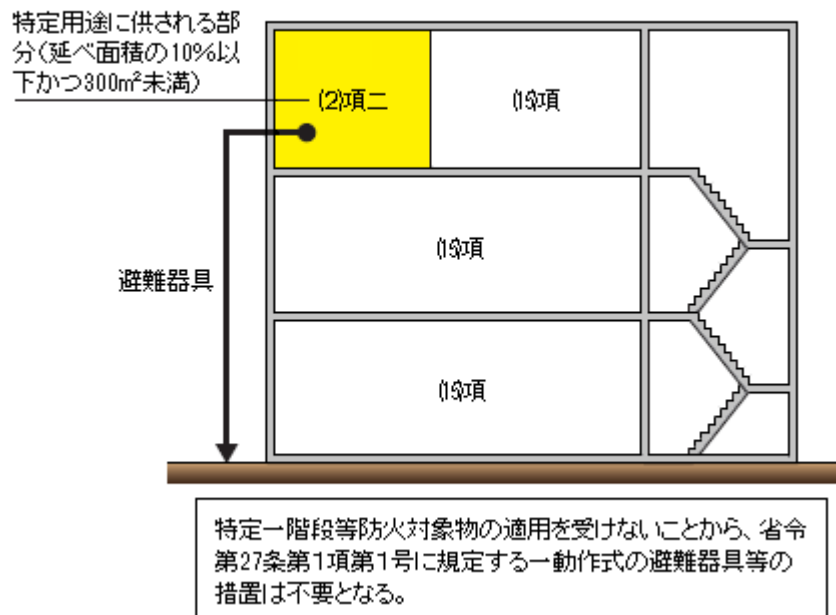 特定用途に供される部
分(延べ面積の10%以
下かつ300m²未満)
(2)項ニ
(15)項
(15)項
避難器具
(15)項
特定一階段等防火対象物の適用を受けないことから、省令
第27条第1項第1号に規定する一動作式の避難器具等の
措置は不要となる。